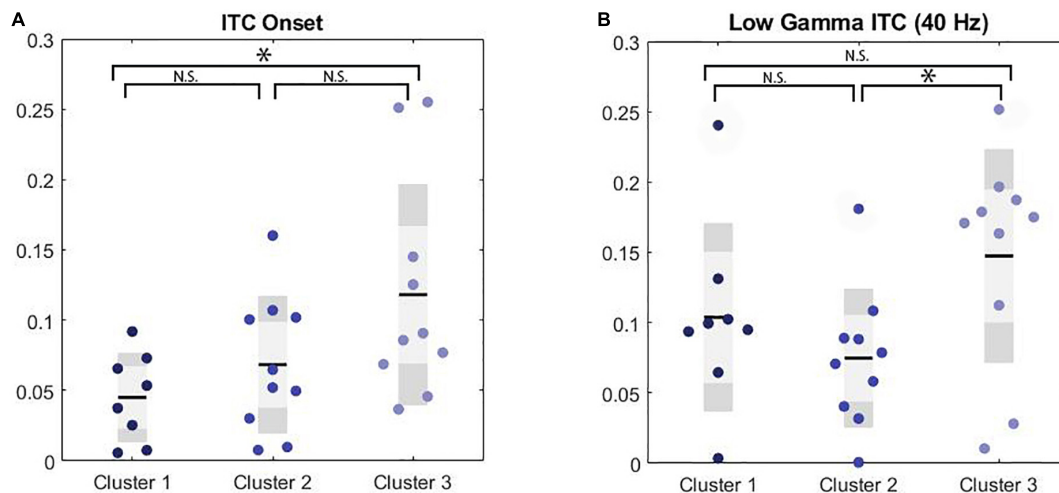 A
ITC Onset
0.3
0.25
0.2
0.15
0.1
0.05
0
*
N.S.
N.S.
Cluster 1
Cluster 2
Cluster 3
B
Low Gamma ITC (40 Hz)
0.3
0.25
0.2
0.15
0.1
0.05
0
N.S.
N.S.
*
Cluster 1
Cluster 2
Cluster 3